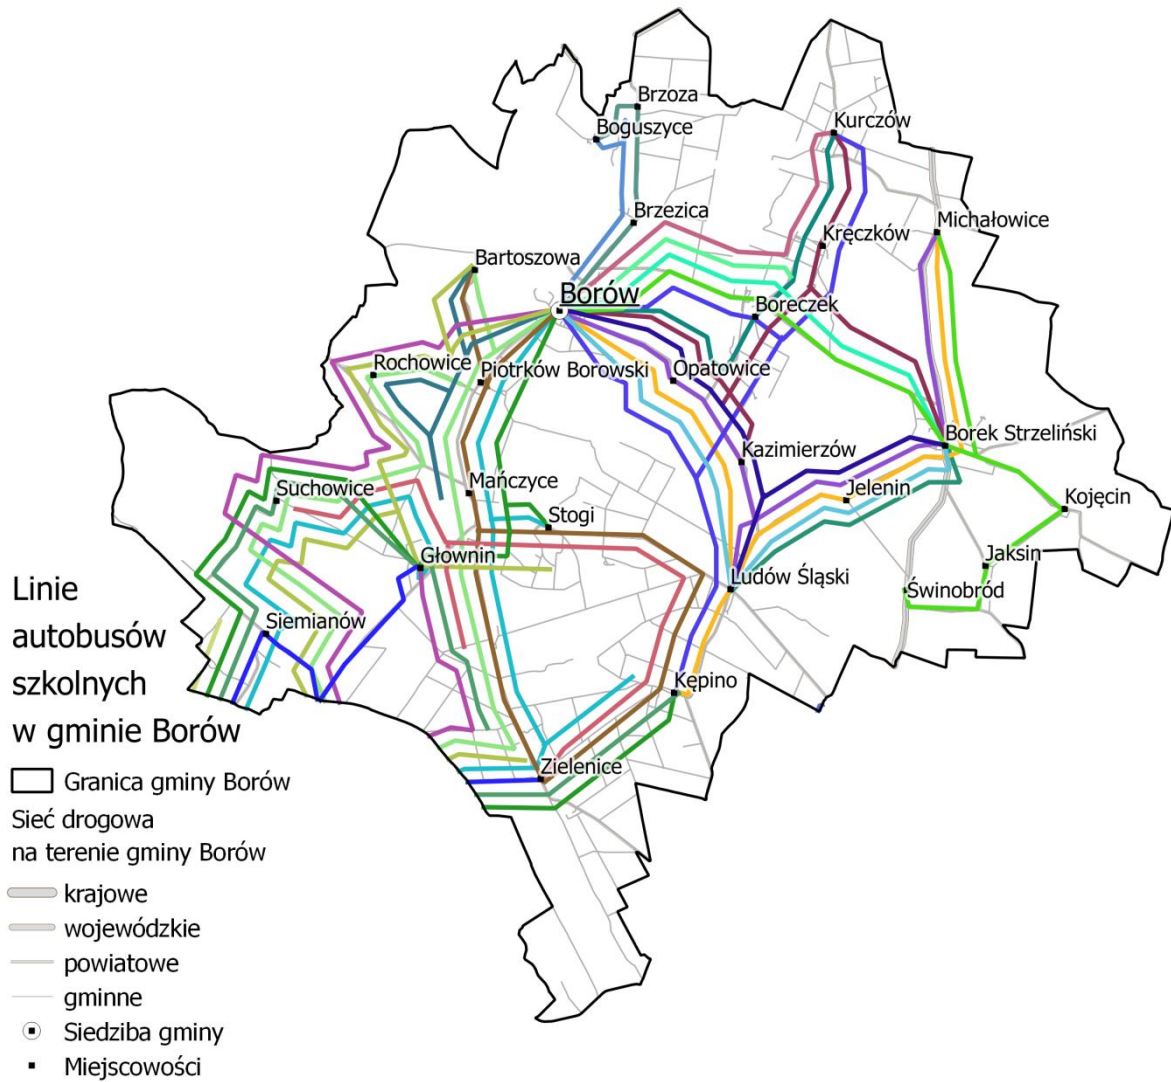 Brzoza
Boguszyce
Kurczów
Brzezica
Michałowice
Kręczków
Bartoszowa
Borów
Boreczek
Rochowice
Piotrków Borowski
Opatowice
Borek Strzeliński
Kazimierzów
Suchowice
Mańczyce
Jelenin
Kojęcin
Stogi
Głownin
Jaksin
Ludów Śląski
Świnobród
Siemianów
Kępino
Zielenice
Linie
autobusów
szkolnych
w gminie Borów
Granica gminy Borów
Sieć drogowa
na terenie gminy Borów
krajowe
wojewódzkie
powiatowe
gminne
Siedziba gminy
Miejscowości